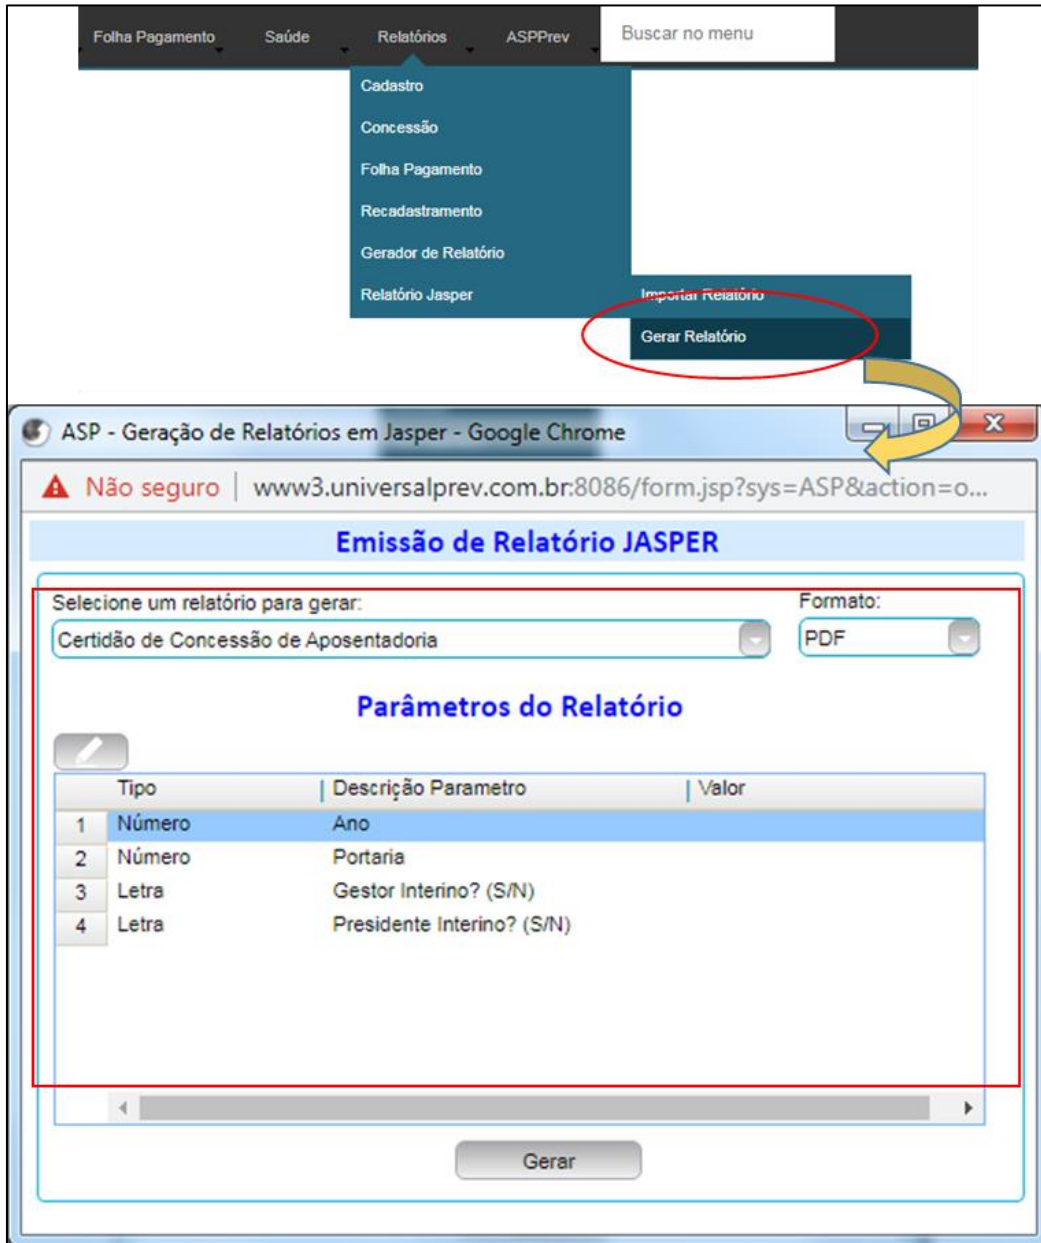 Folha Pagamento Saúde Relatórios ASPPrev Buscar no menu
Cadastro
Concessão
Folha Pagamento
Recadastramento
Gerador de Relatório
Relatório Jasper Importar Relatório
Gerar Relatório
ASP - Geração de Relatórios em Jasper - Google Chrome
Não seguro | www3.universalprev.com.br:8086/form.jsp?sys=ASP&action=o...
Emissão de Relatório JASPER
Selecione um relatório para gerar: Formato:
Certidão de Concessão de Aposentadoria PDF
Parâmetros do Relatório
Tipo Descrição Parametro Valor
1 Número Ano
2 Número Portaria
3 Letra Gestor Interino? (S/N)
4 Letra Presidente Interino? (S/N)
Gerar